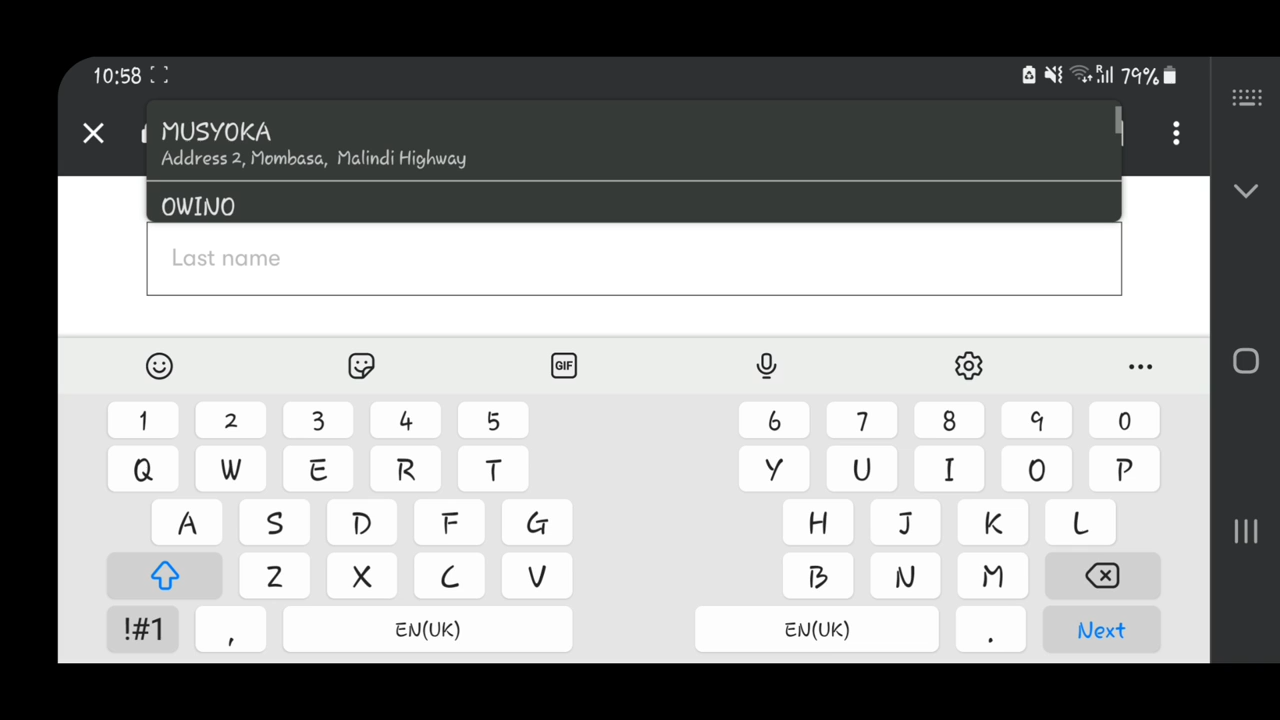 10:58 79%
MUSYOKA
Address 2, Mombasa, Malindi Highway
OWINO
Last name
GIF
1 2 3 4 5 6 7 8 9 0
Q W E R T Y U I O P
A S D F G H J K L
Z X C V B N M
!#1 , EN(UK) EN(UK) . Next